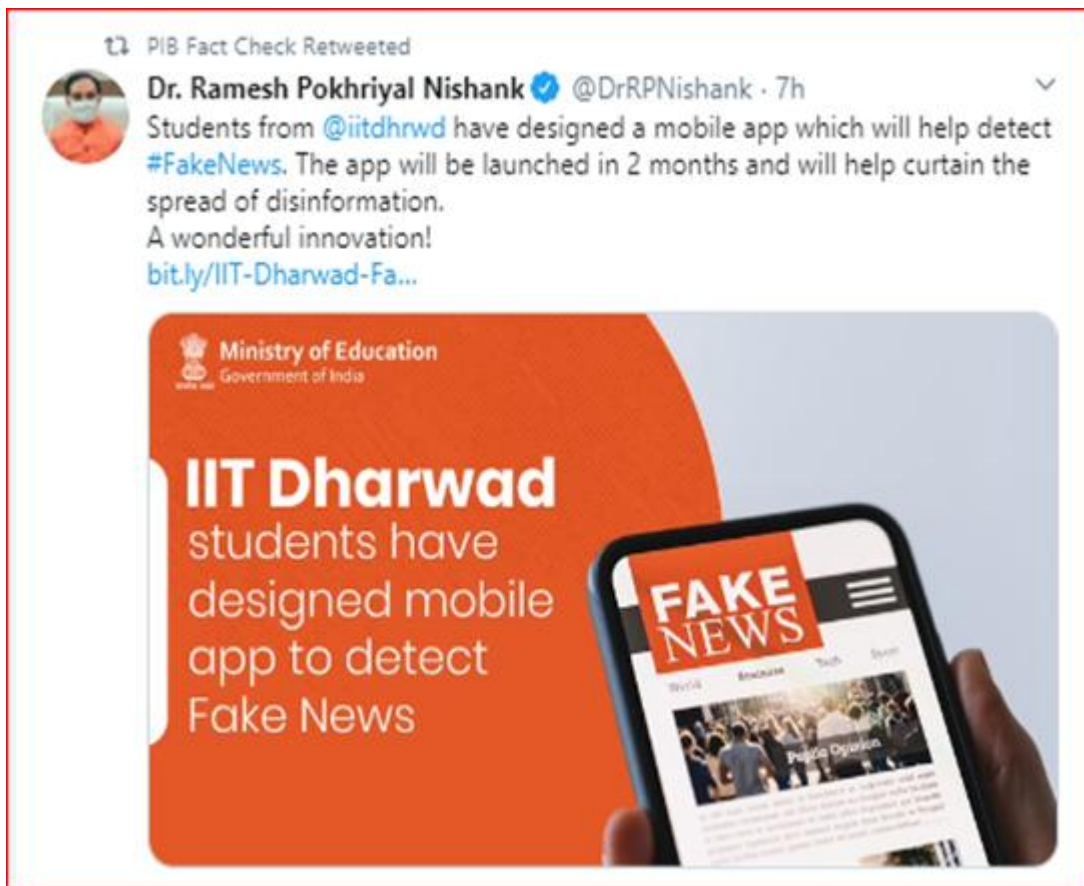 PIB Fact Check Retweeted
Dr. Ramesh Pokhriyal Nishank @DrRPNishank · 7h
Students from @iitdhrwd have designed a mobile app which will help detect
#FakeNews. The app will be launched in 2 months and will help curtain the
spread of disinformation.
A wonderful innovation!
bit.ly/IIT-Dharwad-Fa...
Ministry of Education
Government of India
IIT Dharwad
students have
designed mobile
app to detect
Fake News
FAKE
NEWS
World Business Tech Sport
Public Opinion